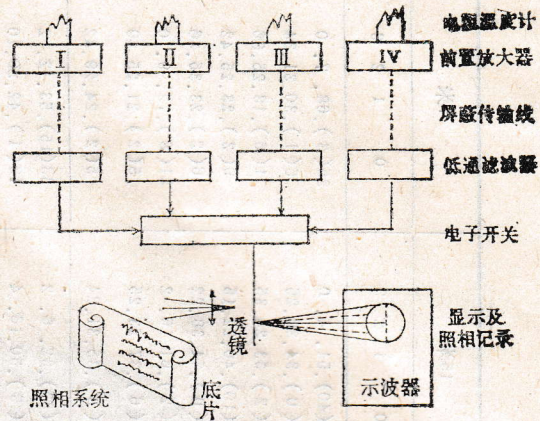 电阻温度计
I II III IV 前置放大器
屏蔽传输线
低通滤波器
电子开关
透镜
显示及
照相记录
照相系统
底片
示波器